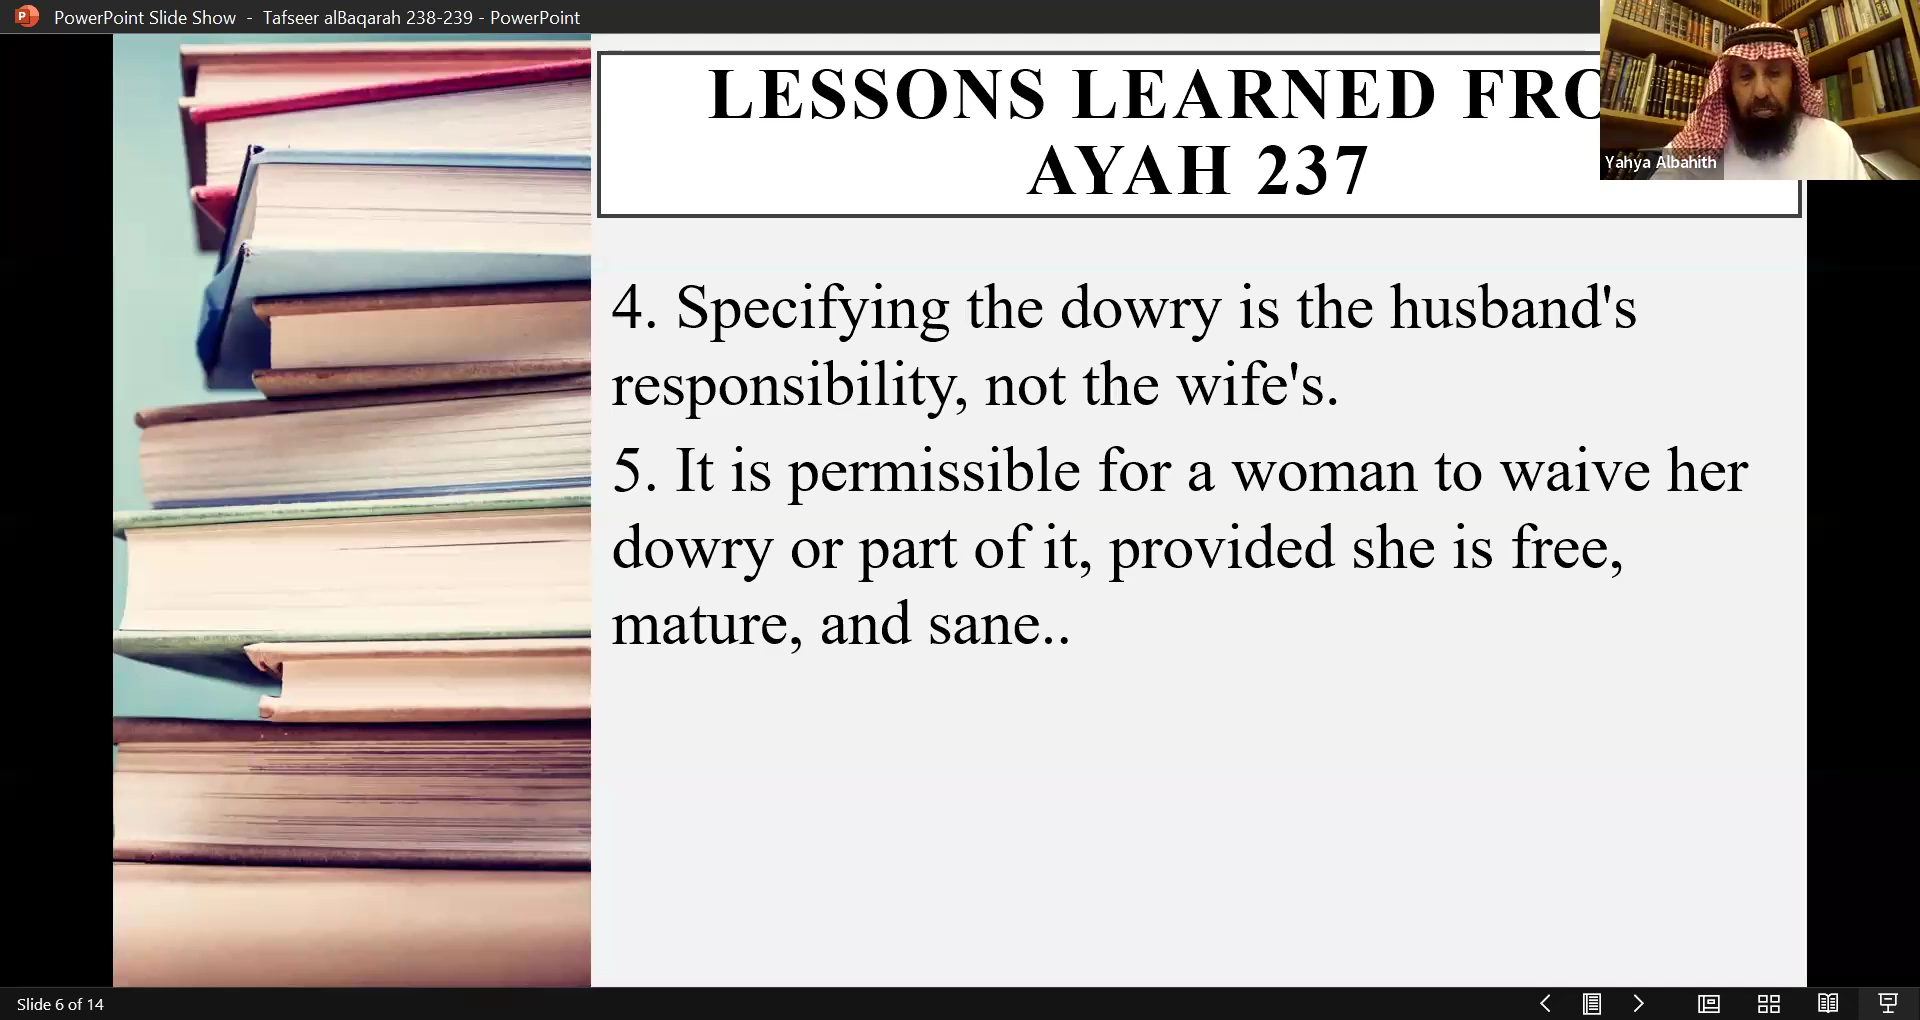 PowerPoint Slide Show - Tafseer alBaqarah 238-239 - PowerPoint
LESSONS LEARNED
AYAH 237
Yahya Albahith
4. Specifying the dowry is the husband's
responsibility, not the wife's.
5. It is permissible for a woman to waive her
dowry or part of it, provided she is free,
mature, and sane..
Slide 6 of 14